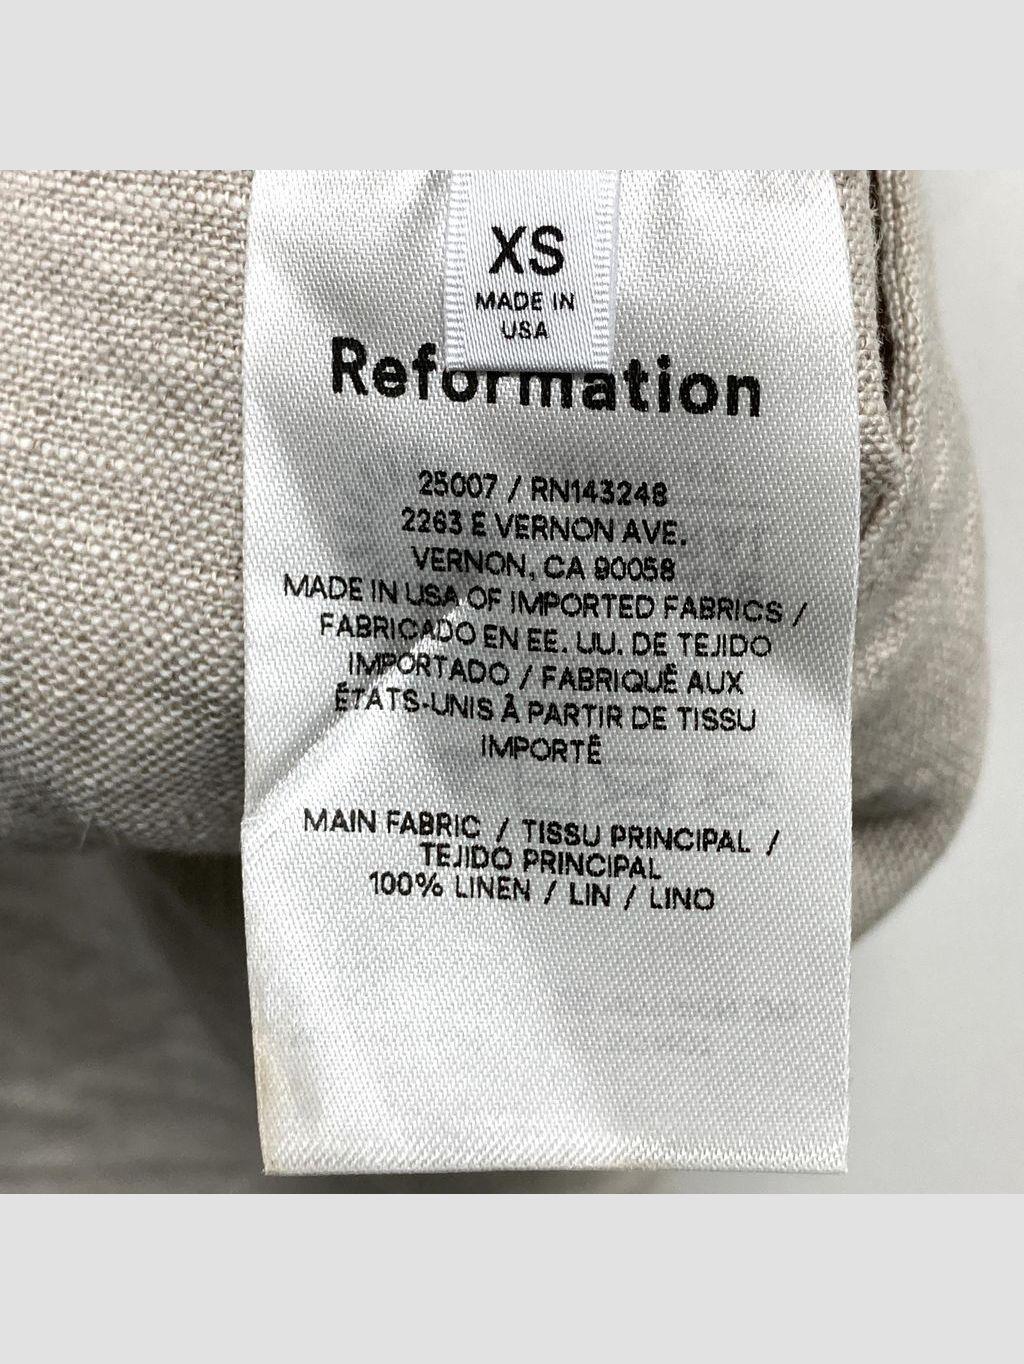 XS
MADE IN
USA
Reformation
25007 / RN143248
2263 E VERNON AVE.
VERNON, CA 90058
MADE IN USA OF IMPORTED FABRICS /
FABRICADO EN EE. UU. DE TEJIDO
IMPORTADO / FABRIQUÉ AUX
ÉTATS-UNIS À PARTIR DE TISSU
IMPORTÉ
MAIN FABRIC / TISSU PRINCIPAL /
TEJIDO PRINCIPAL
100% LINEN / LIN / LINO